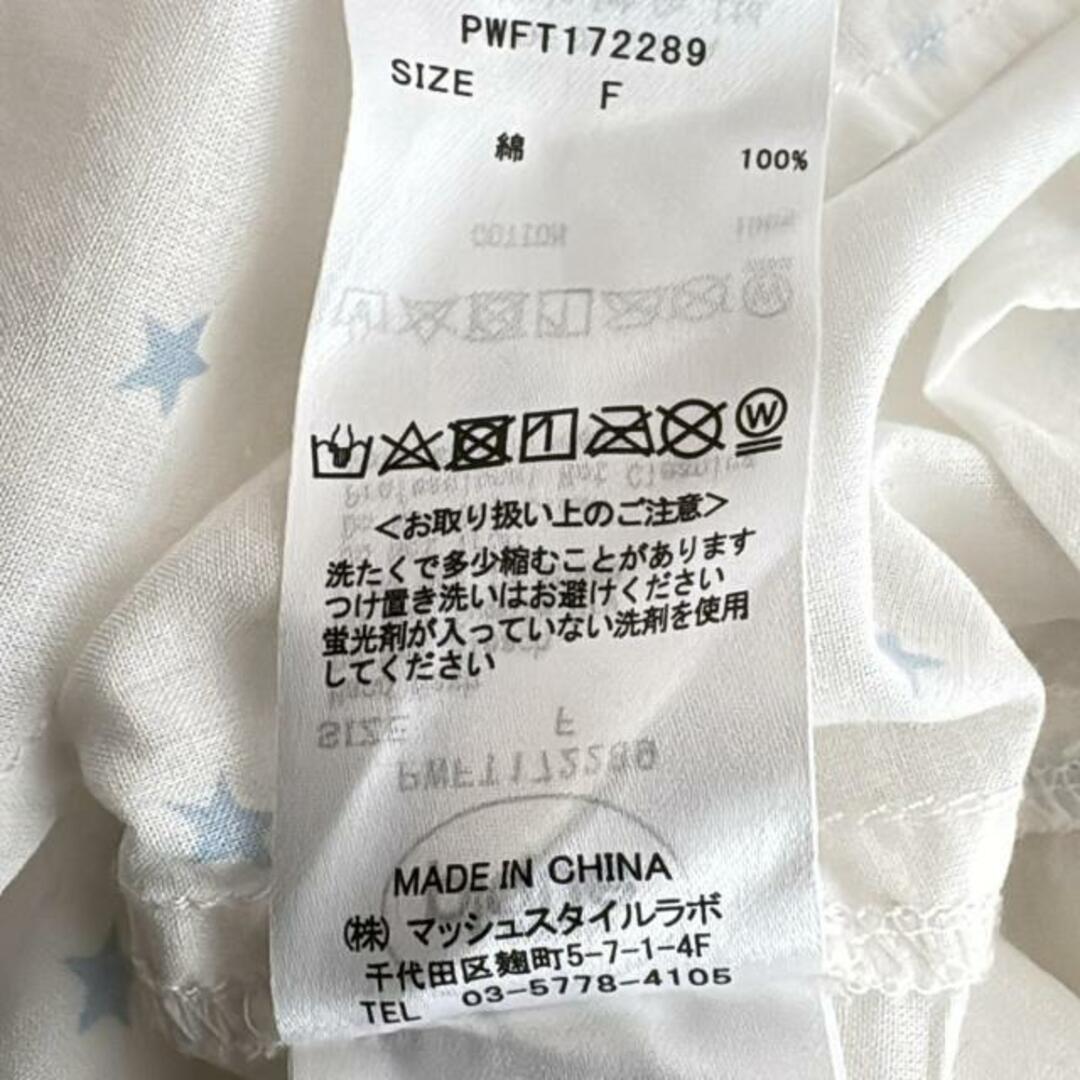 PWFT172289
SIZE F
綿 100%
W
<お取り扱い上のご注意>
洗たくで多少縮むことがあります
つけ置き洗いはお避けください
蛍光剤が入っていない洗剤を使用
してください
MADE IN CHINA
(株) マッシュスタイルラボ
千代田区麹町5-7-1-4F
TEL 03-5778-4105